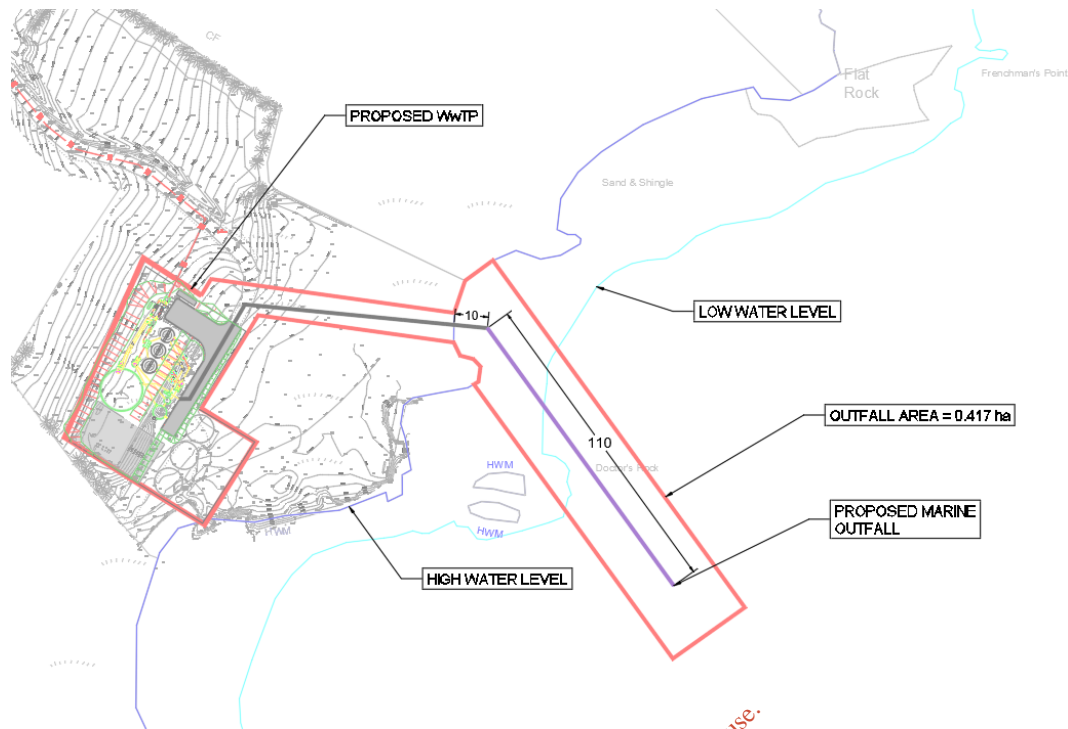 CF
Flat
Rock
Frenchman's Point
PROPOSED WwTP
Sand & Shingle
LOW WATER LEVEL
10
OUTFALL AREA = 0.417 ha
110
Doctor's Rock
HWM
PROPOSED MARINE
OUTFALL
HWM
HWM
HIGH WATER LEVEL
use.